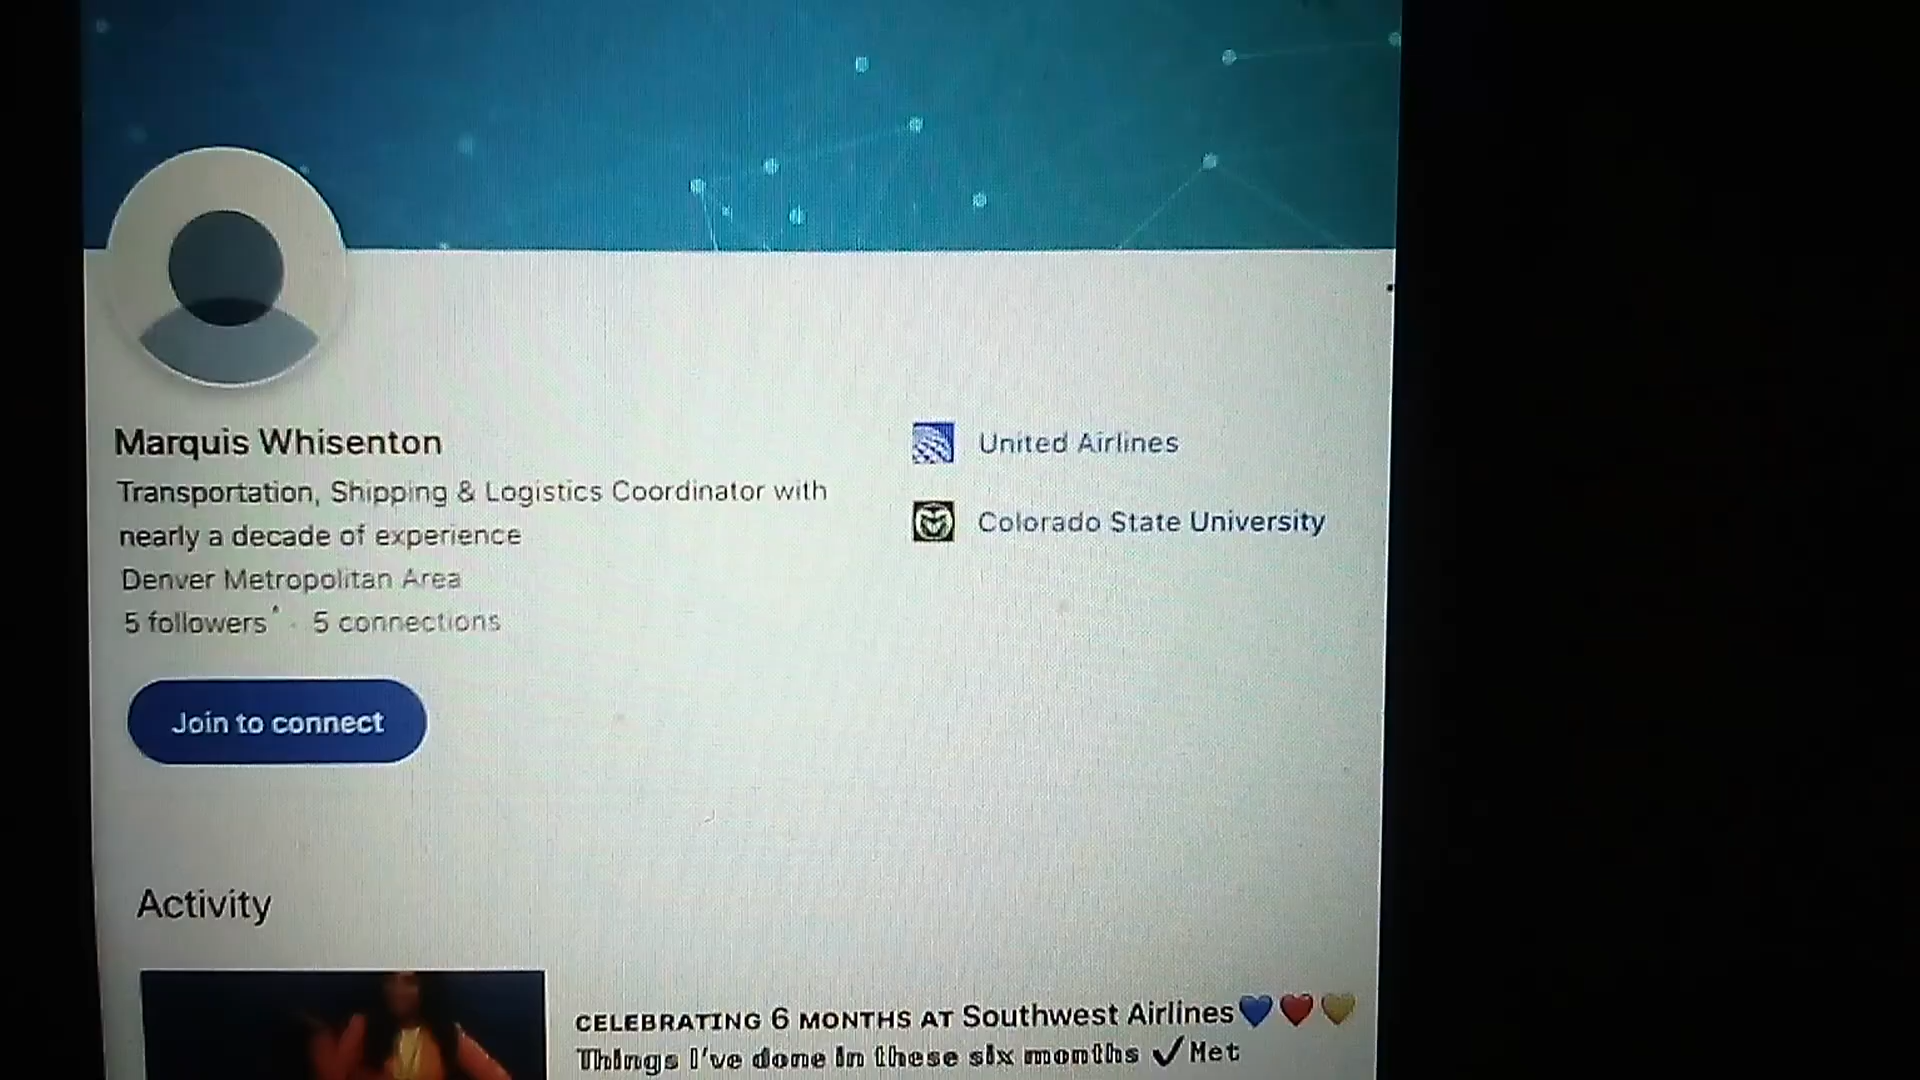 Marquis Whisenton
Transportation, Shipping & Logistics Coordinator with
nearly a decade of experience
Denver Metropolitan Area
5 followers · 5 connections
Join to connect
United Airlines
Colorado State University
Activity
CELEBRATING 6 MONTHS AT Southwest Airlines💙❤️💛
Things I've done in these six months ✓Met